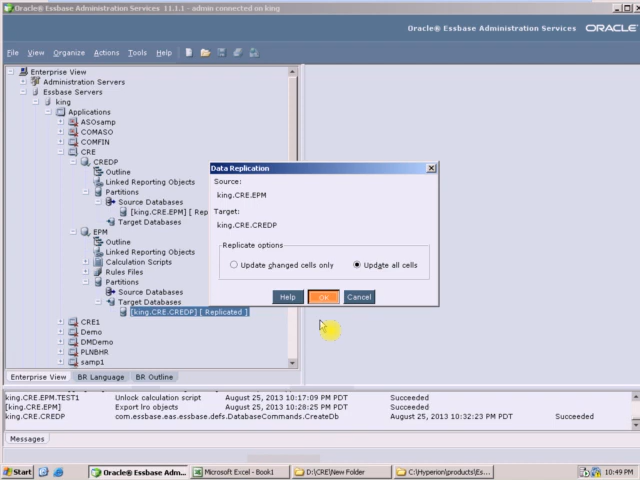 Oracle® Essbase Administration Services 11.1.1 - admin connected on king
Oracle® Essbase Administration Services ORACLE
File View Organize Actions Tools Help
Enterprise View
Administration Servers
Essbase Servers
king
Applications
ASOsamp
COMASO
COMFIN
CRE
CREDP
Outline
Linked Reporting Objects
Partitions
Source Databases
[king.CRE.EPM] [ Rep
Target Databases
EPM
Outline
Linked Reporting Objects
Calculation Scripts
Rules Files
Partitions
Source Databases
Target Databases
[king.CRE.CREDP] [ Replicated ]
CRE1
Demo
DMDemo
PLNBHR
samp1
Data Replication
Source:
king.CRE.EPM
Target:
king.CRE.CREDP
Replicate options
Update changed cells only Update all cells
Help OK Cancel
Enterprise View BR Language BR Outline
king.CRE.EPM.TEST1 Unlock calculation script August 25, 2013 10:17:09 PM PDT Succeeded
[king.CRE.EPM] Export lro objects August 25, 2013 10:28:25 PM PDT Succeeded
king.CRE.CREDP com.essbase.eas.essbase.defs.DatabaseCommands.CreateDb August 25, 2013 10:32:23 PM PDT Succeeded
Messages
Start Oracle® Essbase Adm... Microsoft Excel - Book1 D:\CRE\New Folder C:\Hyperion\products\Es... 10:49 PM